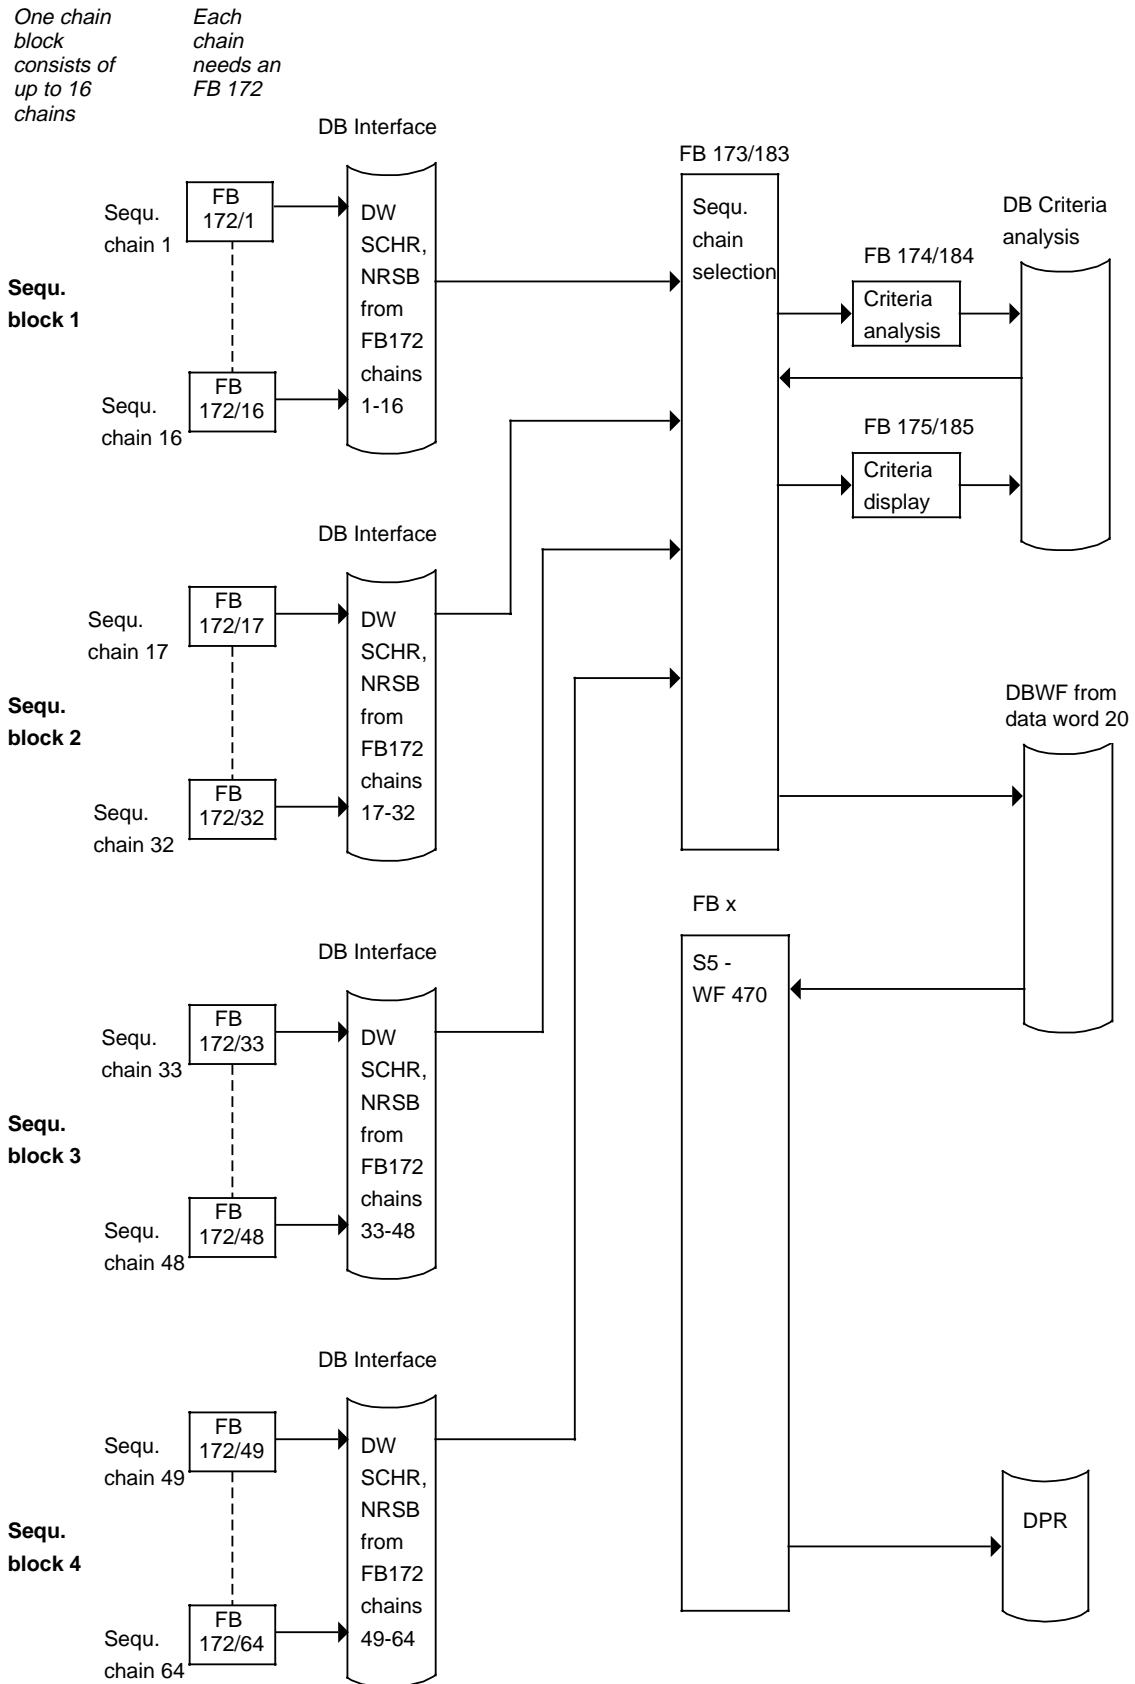 One chain
block
consists of
up to 16
chains
Each
chain
needs an
FB 172
DB Interface
Sequ.
chain 1
FB
172/1
Sequ.
block 1
Sequ.
chain 16
FB
172/16
DW
SCHR,
NRSB
from
FB172
chains
1-16
DB Interface
Sequ.
chain 17
FB
172/17
Sequ.
block 2
Sequ.
chain 32
FB
172/32
DW
SCHR,
NRSB
from
FB172
chains
17-32
DB Interface
Sequ.
chain 33
FB
172/33
Sequ.
block 3
Sequ.
chain 48
FB
172/48
DW
SCHR,
NRSB
from
FB172
chains
33-48
DB Interface
Sequ.
chain 49
FB
172/49
Sequ.
block 4
Sequ.
chain 64
FB
172/64
DW
SCHR,
NRSB
from
FB172
chains
49-64
FB 173/183
Sequ.
chain
selection
FB 174/184
Criteria
analysis
FB 175/185
Criteria
display
DB Criteria
analysis
DBWF from
data word 20
FB x
S5 -
WF 470
DPR